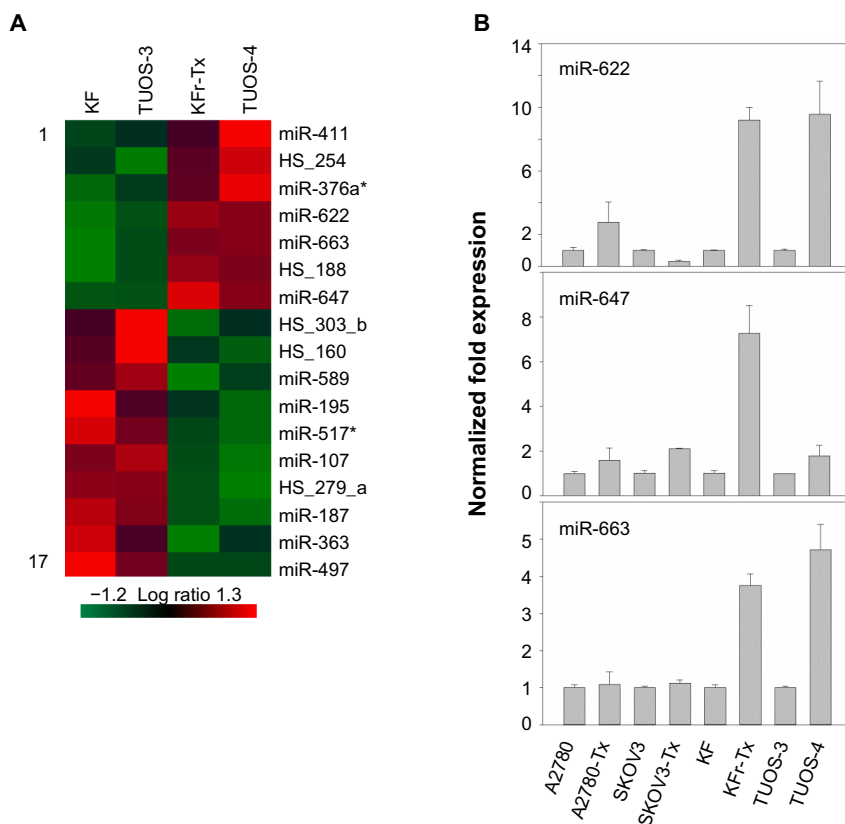 A
KF
TUOS-3
KFr-Tx
TUOS-4
1
17
miR-411
HS_254
miR-376a*
miR-622
miR-663
HS_188
miR-647
HS_303_b
HS_160
miR-589
miR-195
miR-517*
miR-107
HS_279_a
miR-187
miR-363
miR-497
−1.2 Log ratio 1.3
B
Normalized fold expression
miR-622
14
10
8
6
4
2
0
miR-647
8
6
4
2
0
miR-663
5
4
3
2
1
0
A2780
A2780-Tx
SKOV3
SKOV3-Tx
KF
KFr-Tx
TUOS-3
TUOS-4